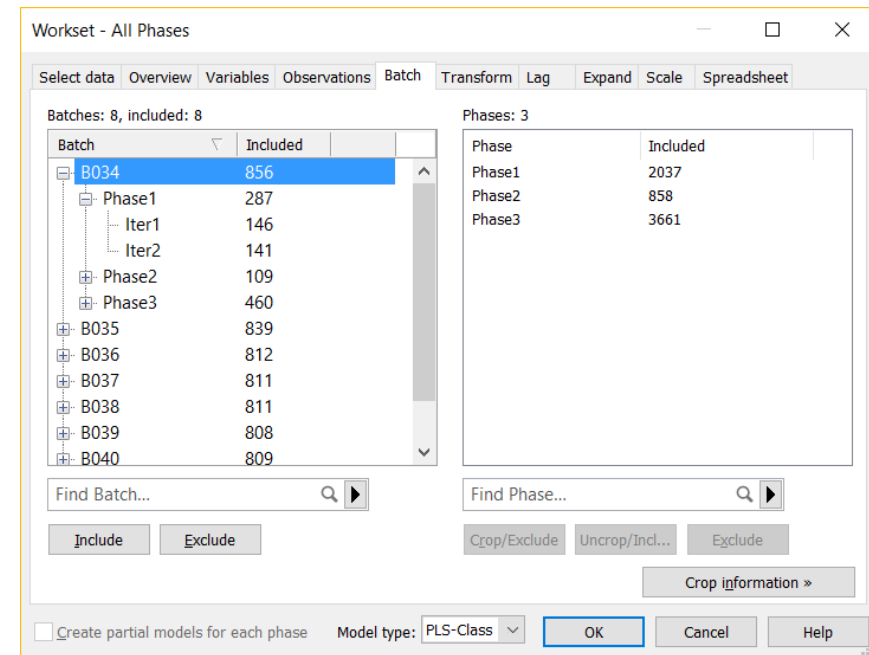 Workset - All Phases
Select data Overview Variables Observations Batch Transform Lag Expand Scale Spreadsheet
Batches: 8, included: 8
Batch Included
B034 856
Phase1 287
Iter1 146
Iter2 141
Phase2 109
Phase3 460
B035 839
B036 812
B037 811
B038 811
B039 808
B040 809
Find Batch...
Include Exclude
Phases: 3
Phase Included
Phase1 2037
Phase2 858
Phase3 3661
Find Phase...
Crop/Exclude Uncrop/Incl... Exclude
Crop information »
Create partial models for each phase Model type: PLS-Class OK Cancel Help